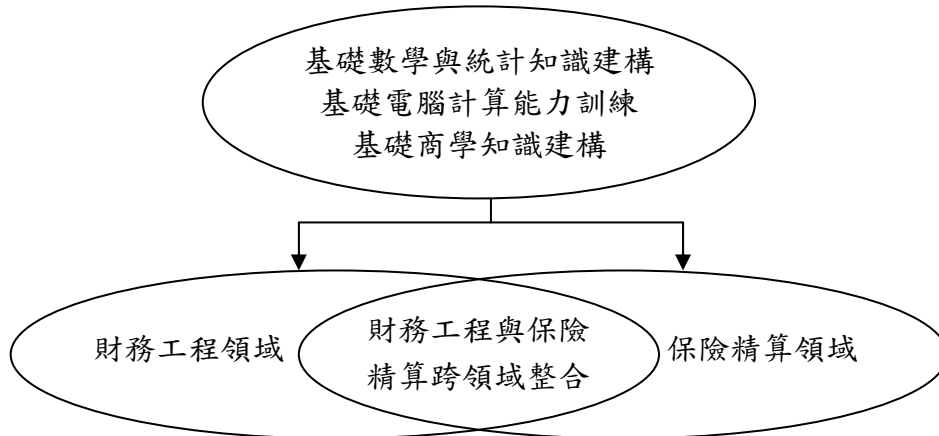 基礎數學與統計知識建構
基礎電腦計算能力訓練
基礎商學知識建構
財務工程領域
財務工程與保險
精算跨領域整合
保險精算領域